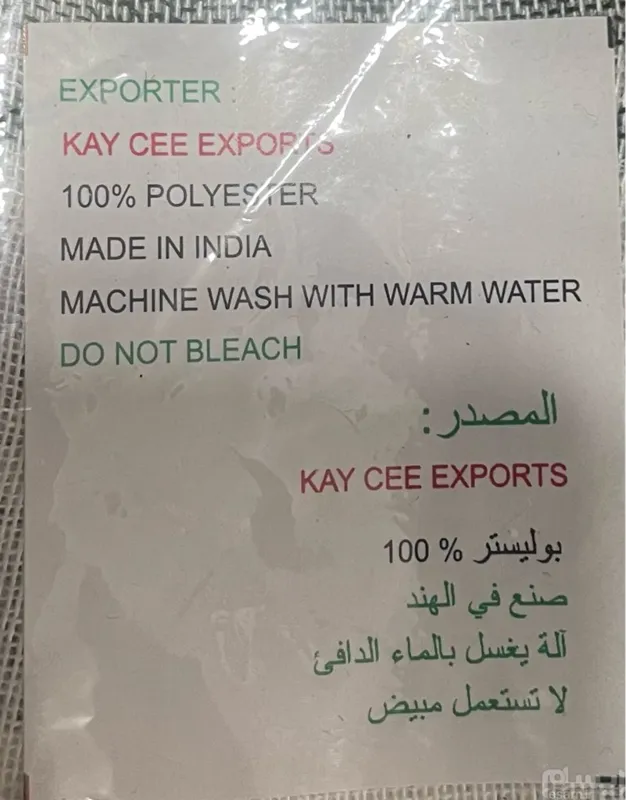 EXPORTER :
KAY CEE EXPORTS
100% POLYESTER
MADE IN INDIA
MACHINE WASH WITH WARM WATER
DO NOT BLEACH
المصدر :
KAY CEE EXPORTS
بوليستر % 100
صنع في الهند
آلة يغسل بالماء الدافئ
لا تستعمل مبيض